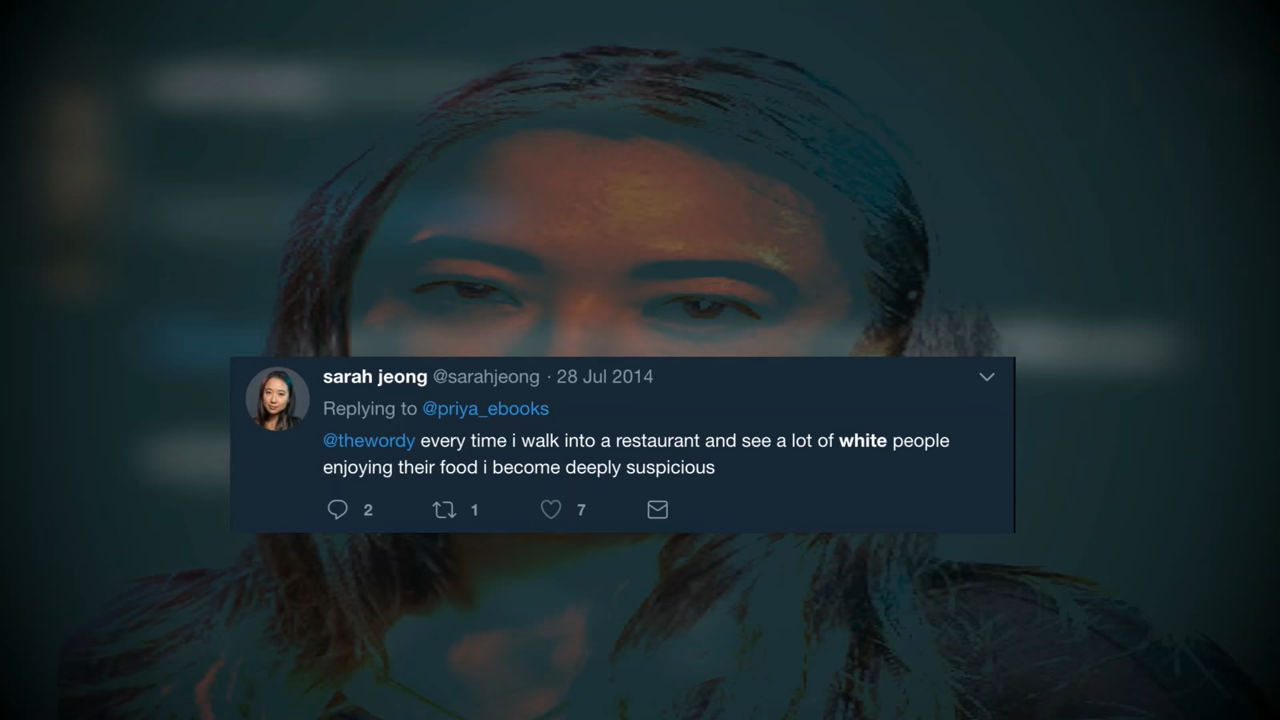 sarah jeong @sarahjeong · 28 Jul 2014
Replying to @priya_ebooks
@thewordy every time i walk into a restaurant and see a lot of white people
enjoying their food i become deeply suspicious
2 1 7